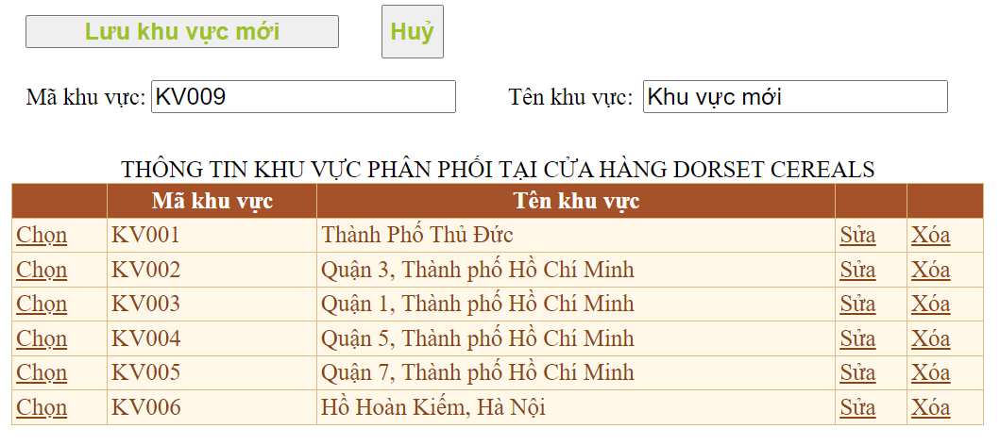 Lưu khu vực mới Huỷ
Mã khu vực: KV009 Tên khu vực: Khu vực mới
THÔNG TIN KHU VỰC PHÂN PHỐI TẠI CỬA HÀNG DORSET CEREALS
Mã khu vực Tên khu vực
Chọn KV001 Thành Phố Thủ Đức Sửa Xóa
Chọn KV002 Quận 3, Thành phố Hồ Chí Minh Sửa Xóa
Chọn KV003 Quận 1, Thành phố Hồ Chí Minh Sửa Xóa
Chọn KV004 Quận 5, Thành phố Hồ Chí Minh Sửa Xóa
Chọn KV005 Quận 7, Thành phố Hồ Chí Minh Sửa Xóa
Chọn KV006 Hồ Hoàn Kiếm, Hà Nội Sửa Xóa